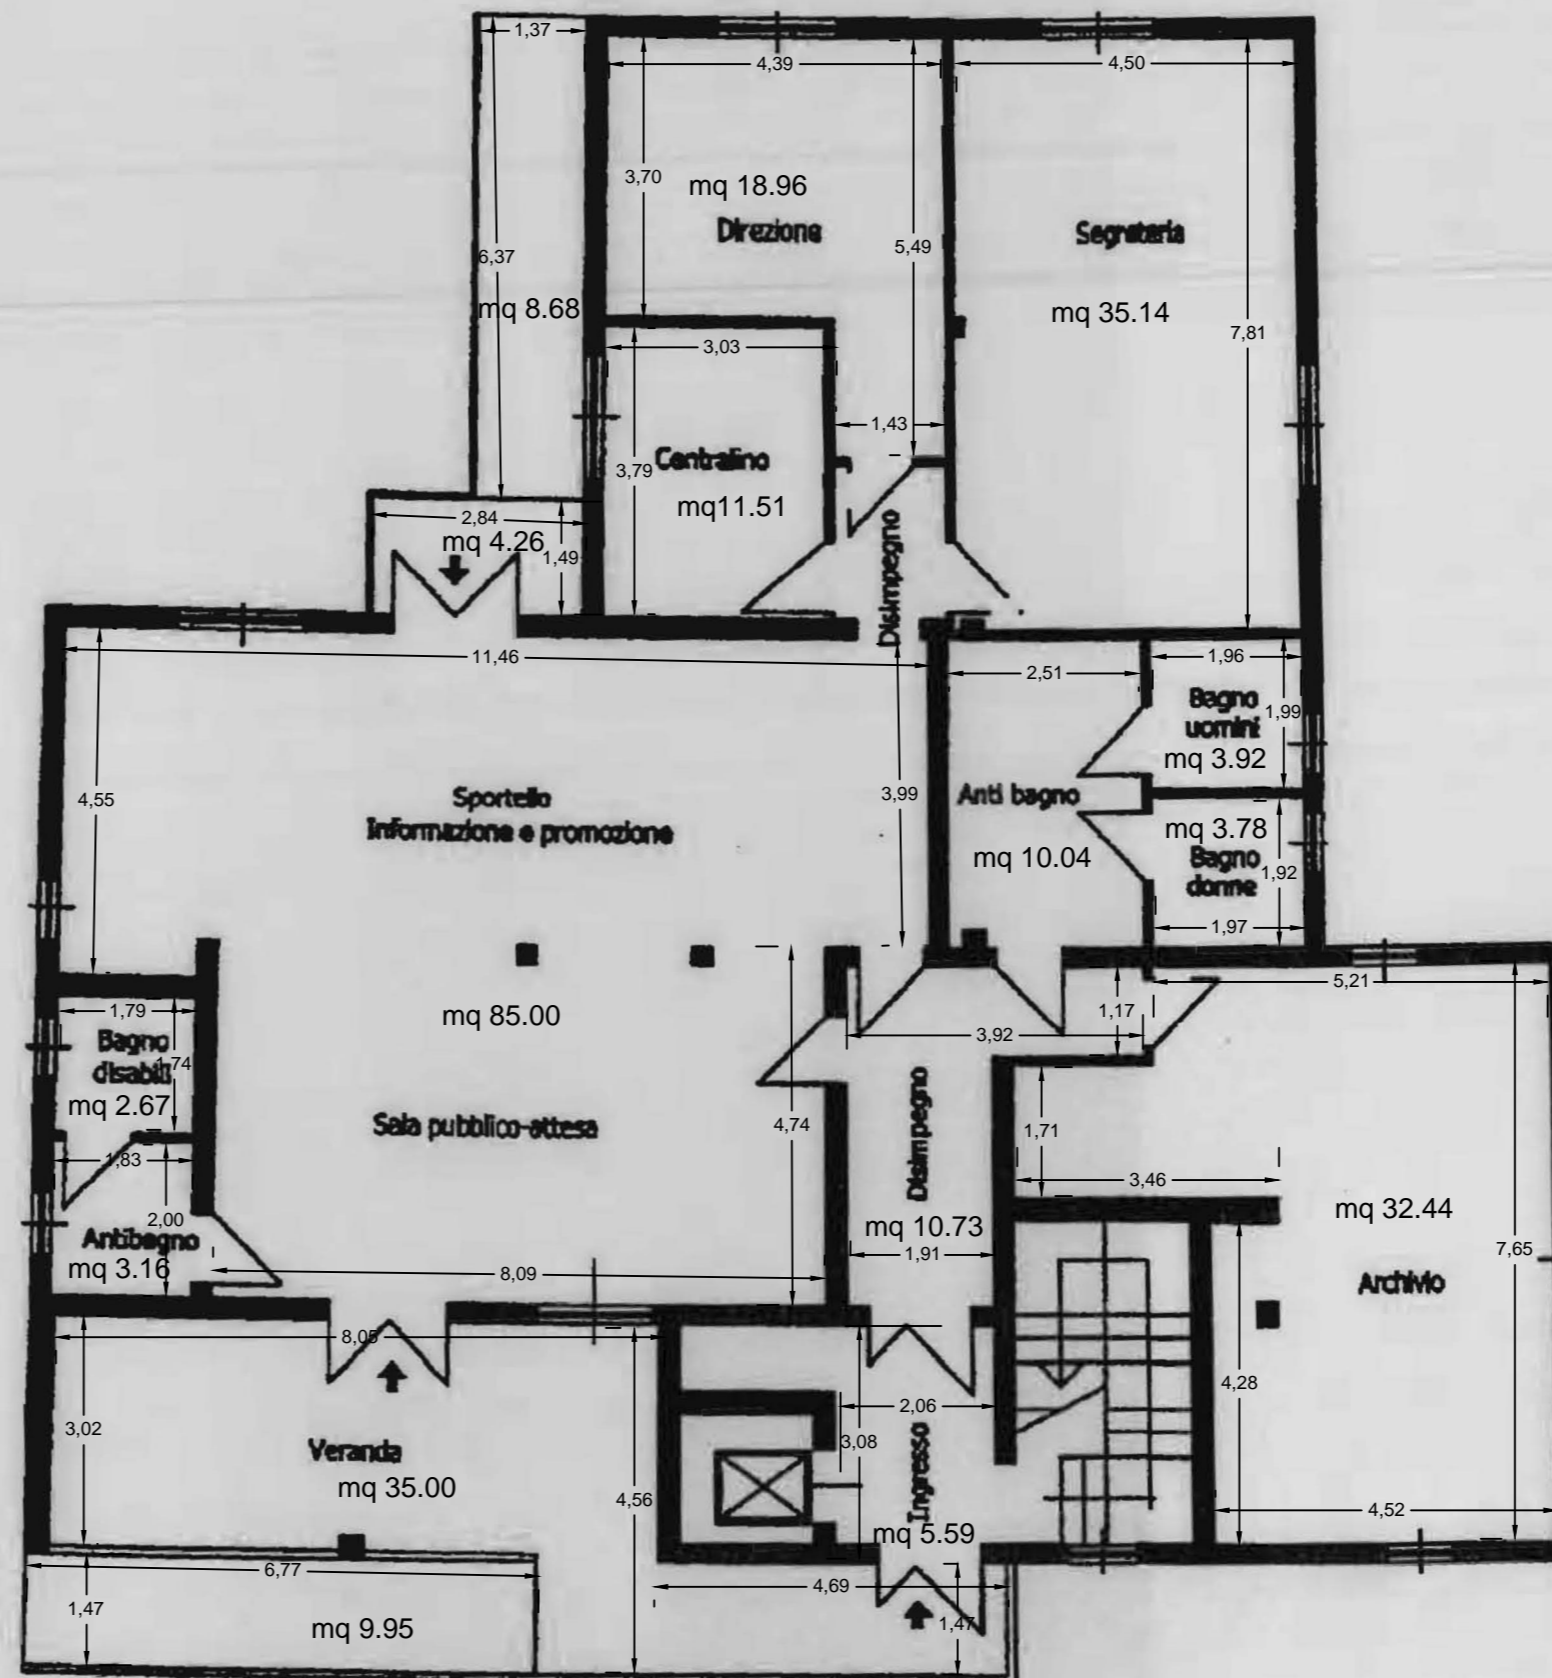 1,37
4,39
4,50
3,70
mq 18.96
Direzione
5,49
Segreteria
6,37
mq 8.68
mq 35.14
7,81
3,03
1,43
Centralino
3,79
mq11.51
2,84
mq 4.26
1,49
Disimpegno
11,46
2,51
1,96
Bagno
uomini
1,99
mq 3.92
4,55
Sportello
Informazione e promozione
3,99
Anti bagno
mq 10.04
mq 3.78
Bagno
donne
1,92
1,97
5,21
1,79
mq 85.00
1,17
3,92
Bagno
disabili
1,74
mq 2.67
Sala pubblico-attesa
4,74
Disimpegno
1,71
1,83
3,46
2,00
mq 10.73
mq 32.44
Antibagno
mq 3.16
1,91
7,65
8,09
Archivio
8,05
4,28
3,02
2,06
3,08
Veranda
mq 35.00
4,56
Ingresso
4,52
mq 5.59
6,77
4,69
1,47
mq 9.95
1,47